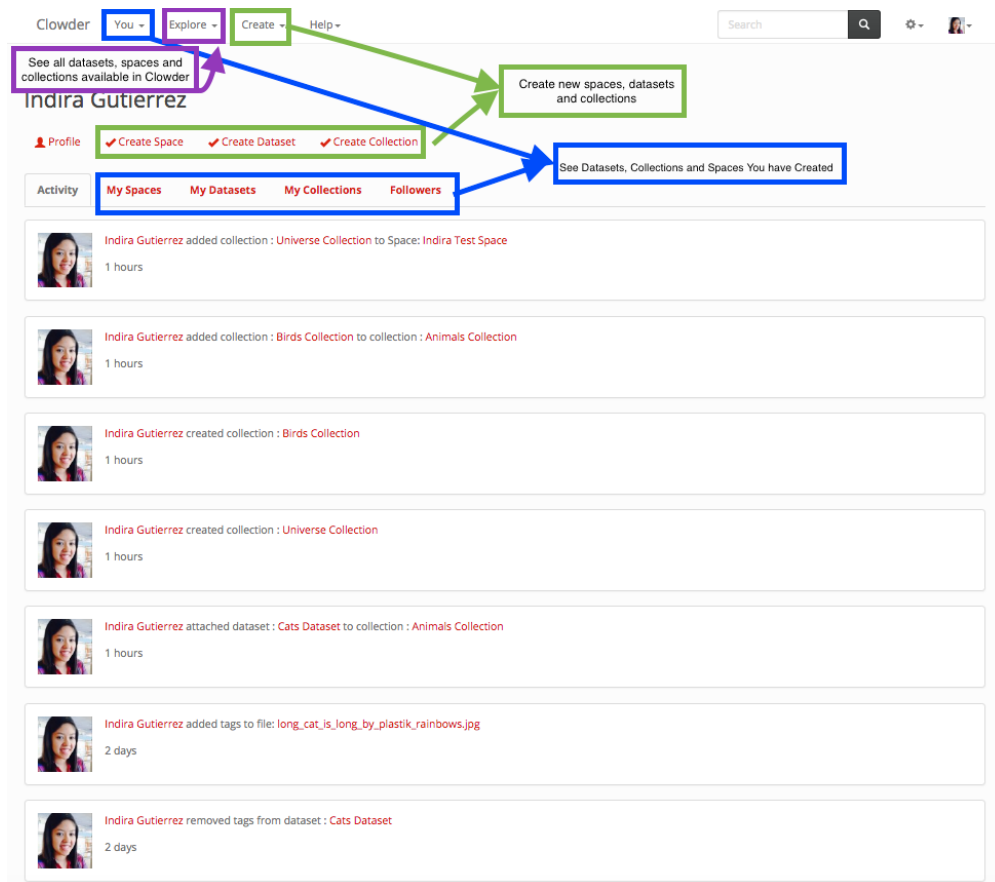 Clowder You Explore Create Help Search
See all datasets, spaces and
collections available in Clowder
Indira Gutierrez
Create new spaces, datasets
and collections
Profile Create Space Create Dataset Create Collection
See Datasets, Collections and Spaces You have Created
Activity My Spaces My Datasets My Collections Followers
Indira Gutierrez added collection : Universe Collection to Space: Indira Test Space
1 hours
Indira Gutierrez added collection : Birds Collection to collection : Animals Collection
1 hours
Indira Gutierrez created collection : Birds Collection
1 hours
Indira Gutierrez created collection : Universe Collection
1 hours
Indira Gutierrez attached dataset : Cats Dataset to collection : Animals Collection
1 hours
Indira Gutierrez added tags to file: long_cat_is_long_by_plastik_rainbows.jpg
2 days
Indira Gutierrez removed tags from dataset : Cats Dataset
2 days